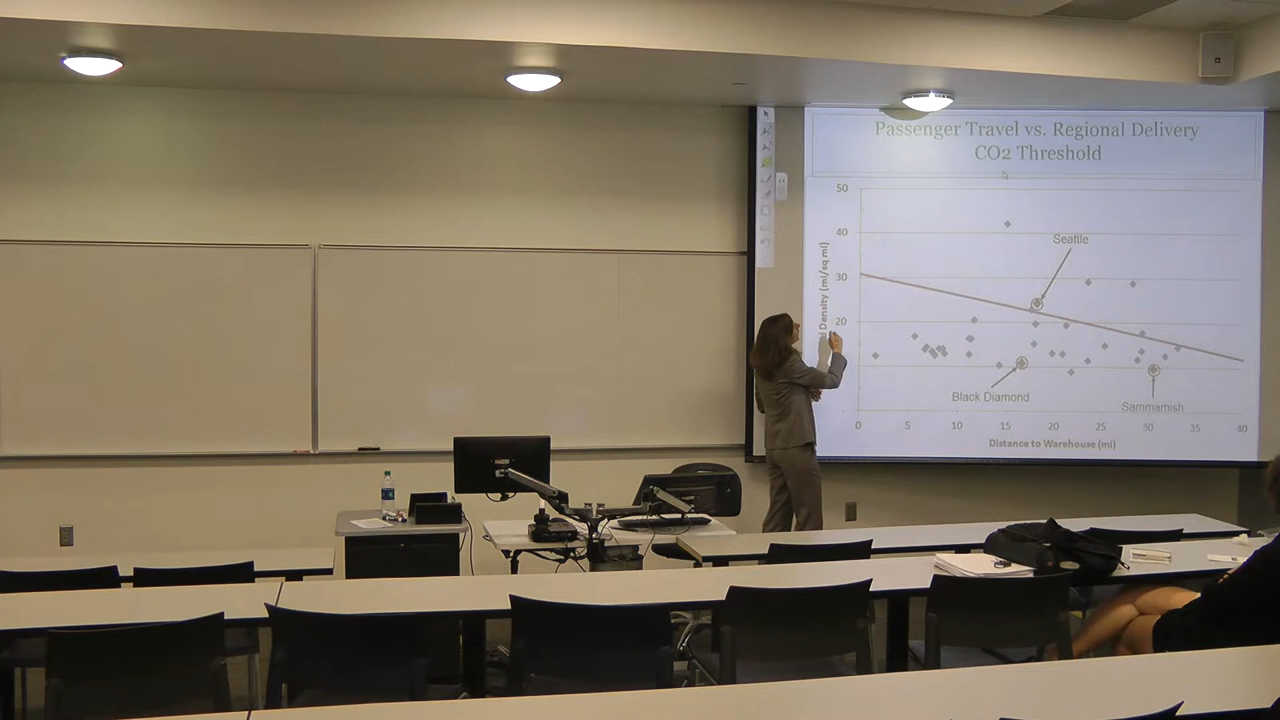 Passenger Travel vs. Regional Delivery
CO2 Threshold
50
40
30
20
Density (mi/sq mi)
Seattle
Black Diamond
Sammamish
0
5
10
15
20
25
30
35
40
Distance to Warehouse (mi)